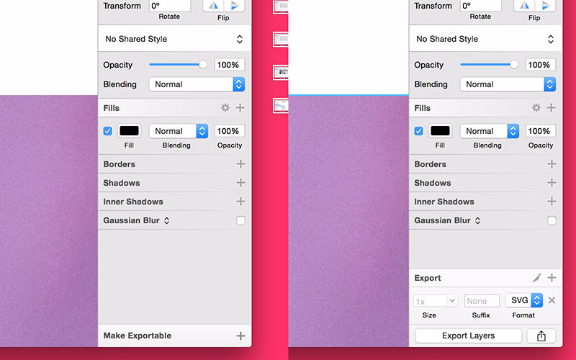 Transform 0°
Rotate Flip
No Shared Style
Opacity 100%
Blending Normal
Fills
Normal 100%
Fill Blending Opacity
Borders
Shadows
Inner Shadows
Gaussian Blur
Make Exportable
Transform 0°
Rotate Flip
No Shared Style
Opacity 100%
Blending Normal
Fills
Normal 100%
Fill Blending Opacity
Borders
Shadows
Inner Shadows
Gaussian Blur
Export
1x None SVG
Size Suffix Format
Export Layers